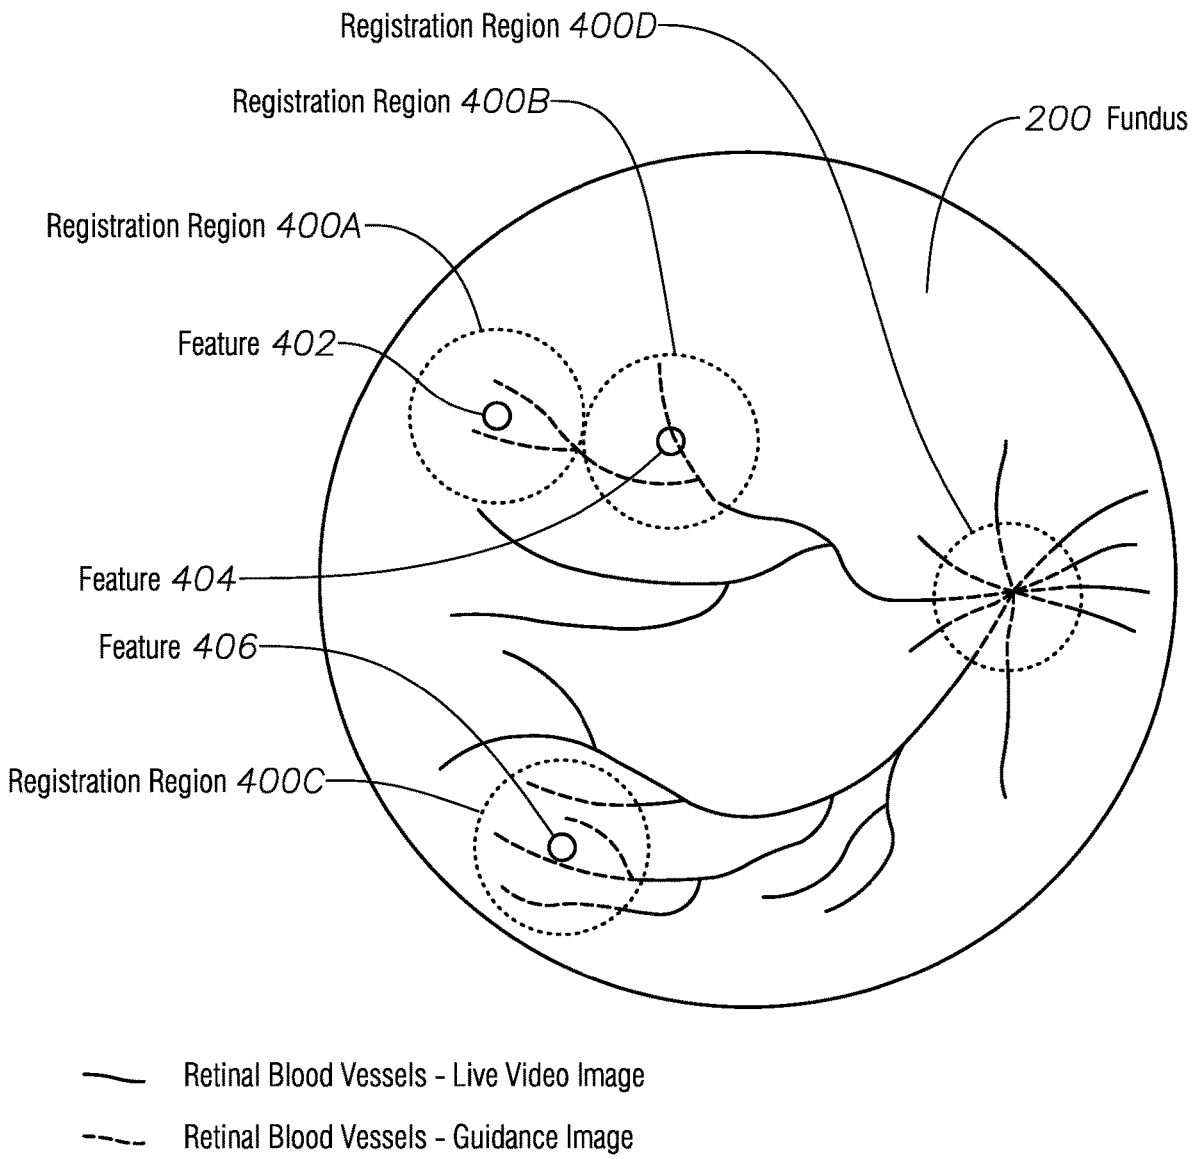 Registration Region 400D
Registration Region 400B
200 Fundus
Registration Region 400A
Feature 402
Feature 404
Feature 406
Registration Region 400C
Retinal Blood Vessels - Live Video Image
Retinal Blood Vessels - Guidance Image